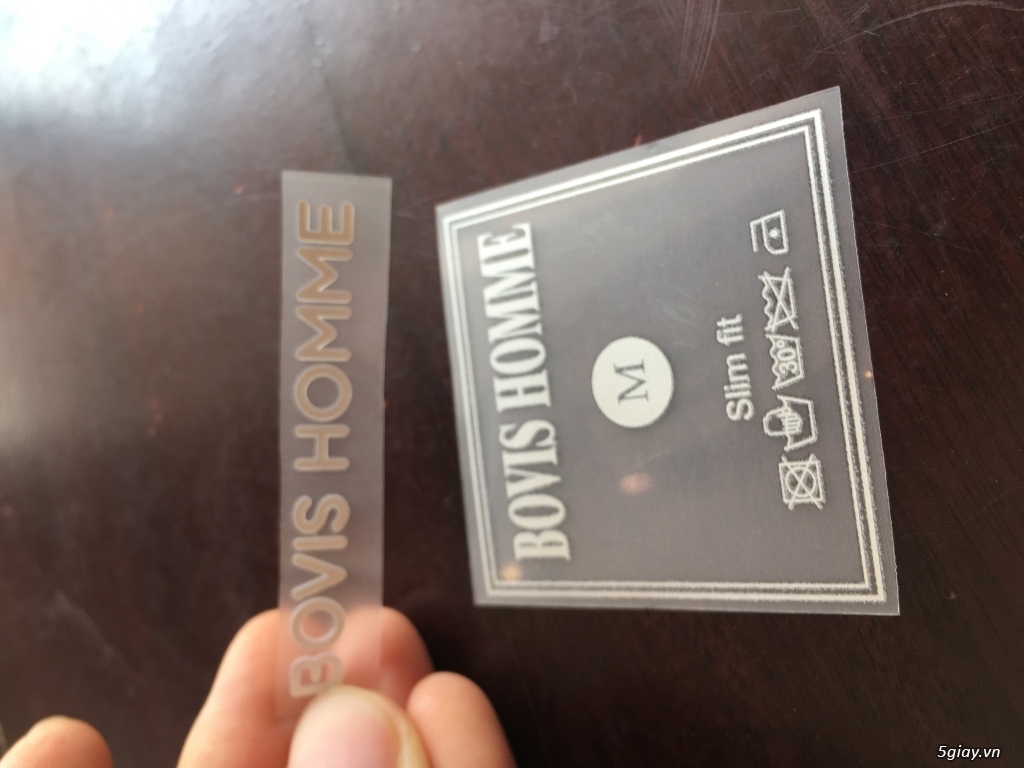 BOVIS HOMME
BOVIS HOMME
M
Slim fit
30°
5giay.vn